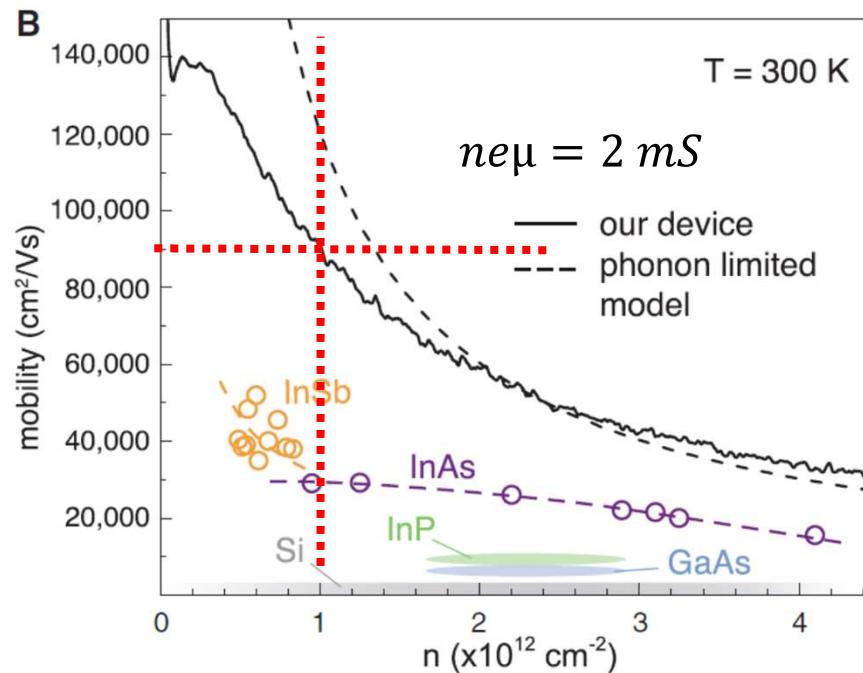 B
140,000
120,000
100,000
80,000
60,000
40,000
20,000
mobility (cm²/Vs)
T = 300 K
neμ = 2 mS
our device
phonon limited
model
InSb
InAs
InP
Si
GaAs
0 1 2 3 4
n (x10¹² cm⁻²)